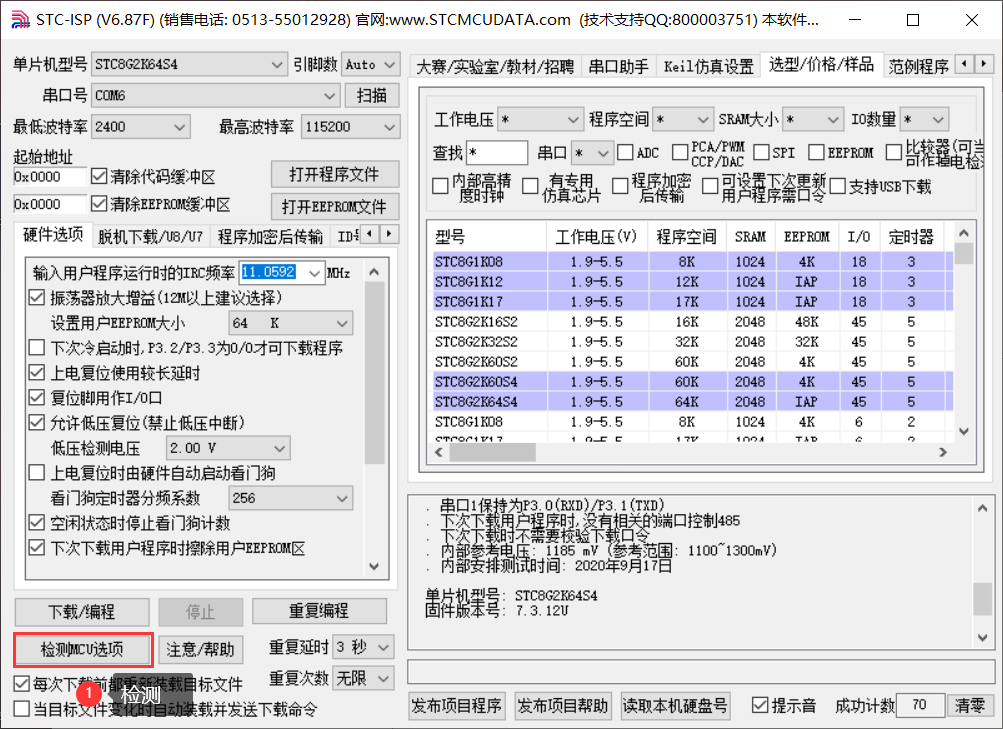 STC-ISP (V6.87F) (销售电话: 0513-55012928) 官网:www.STCMCUDATA.com (技术支持QQ:800003751) 本软件...
单片机型号 STC8G2K64S4 引脚数 Auto
串口号 COM6 扫描
最低波特率 2400 最高波特率 115200
起始地址
0x0000 清除代码缓冲区 打开程序文件
0x0000 清除EEPROM缓冲区 打开EEPROM文件
硬件选项 脱机下载/U8/U7 程序加密后传输
输入用户程序运行时的IRC频率 11.0592 MHz
振荡器放大增益(12M以上建议选择)
设置用户EEPROM大小 64 K
下次冷启动时,P3.2/P3.3为0/0才可下载程序
上电复位使用较长延时
复位脚用作I/O口
允许低压复位(禁止低压中断)
低压检测电压 2.00 V
上电复位时由硬件自动启动看门狗
看门狗定时器分频系数 256
空闲状态时停止看门狗计数
下次下载用户程序时擦除用户EEPROM区
下载/编程 停止 重复编程
检测MCU选项 注意/帮助 重复延时 3 秒
重复次数 无限
每次下载前都重新装载目标文件
1 检测
当目标文件变化时自动装载并发送下载命令
大赛/实验室/教材/招聘 串口助手 Keil仿真设置 选型/价格/样品 范例程序
工作电压 * 程序空间 * SRAM大小 * IO数量 *
查找 * 串口 * ADC PCA/PWM CCP/DAC SPI EEPROM 比较器(可当可作掉电检
内部高精度时钟 有专用仿真芯片 程序加密后传输 可设置下次更新用户程序需口令 支持USB下载
型号 工作电压(V) 程序空间 SRAM EEPROM I/O 定时器
STC8G1K08 1.9-5.5 8K 1024 4K 18 3
STC8G1K12 1.9-5.5 12K 1024 IAP 18 3
STC8G1K17 1.9-5.5 17K 1024 IAP 18 3
STC8G2K16S2 1.9-5.5 16K 2048 48K 45 5
STC8G2K32S2 1.9-5.5 32K 2048 32K 45 5
STC8G2K60S2 1.9-5.5 60K 2048 4K 45 5
STC8G2K60S4 1.9-5.5 60K 2048 4K 45 5
STC8G2K64S4 1.9-5.5 64K 2048 IAP 45 5
STC8G1K08 1.9-5.5 8K 1024 4K 6 2
STC8G1K17 1.9-5.5 17K 1024 IAP 6 2
. 串口1保持为P3.0(RXD)/P3.1(TXD)
. 下次下载用户程序时,没有相关的端口控制485
. 下次下载时不需要校验下载口令
. 内部参考电压: 1185 mV (参考范围: 1100~1300mV)
. 内部安排测试时间: 2020年9月17日
单片机型号: STC8G2K64S4
固件版本号: 7.3.12U
发布项目程序 发布项目帮助 读取本机硬盘号 提示音 成功计数 70 清零